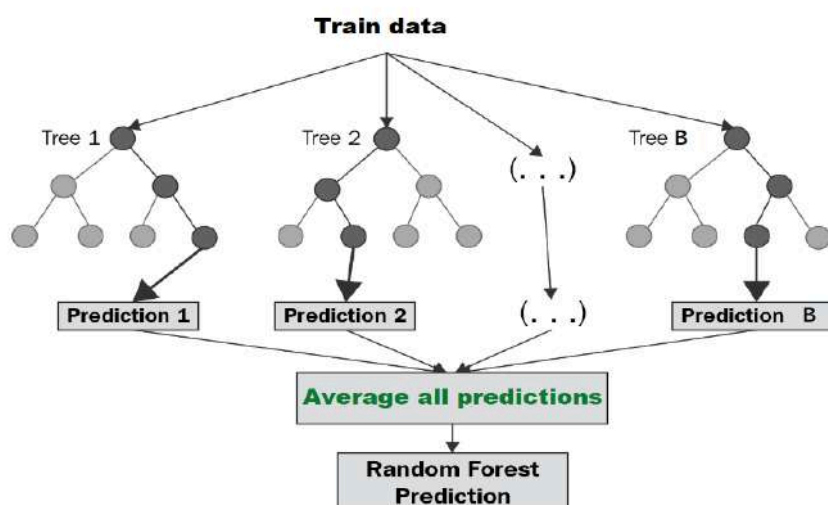 Train data
Tree 1
Tree 2
(. . .)
Tree B
Prediction 1
Prediction 2
(. . .)
Prediction B
Average all predictions
Random Forest
Prediction